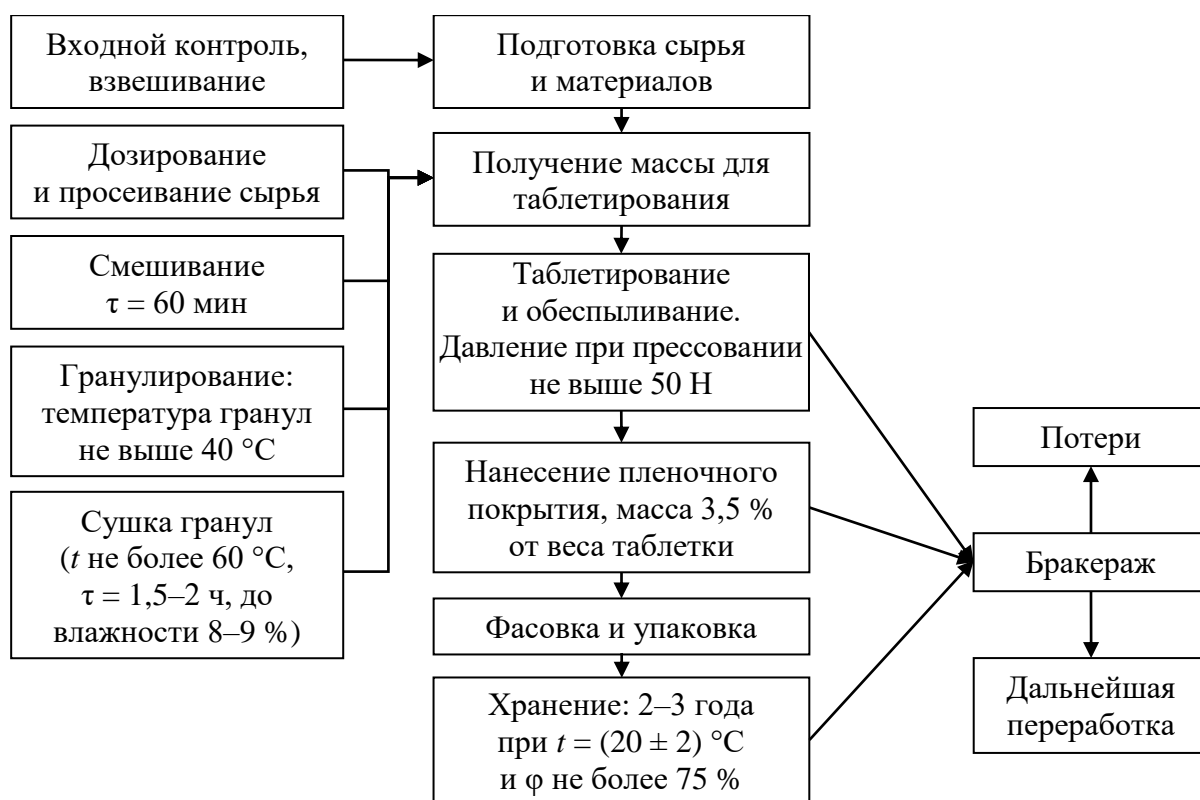 Входной контроль,
взвешивание
Подготовка сырья
и материалов
Дозирование
и просеивание сырья
Получение массы для
таблетирования
Смешивание
τ = 60 мин
Таблетирование
и обеспыливание.
Давление при прессовании
не выше 50 Н
Гранулирование:
температура гранул
не выше 40 °С
Сушка гранул
(t не более 60 °С,
τ = 1,5–2 ч, до
влажности 8–9 %)
Нанесение пленочного
покрытия, масса 3,5 %
от веса таблетки
Фасовка и упаковка
Хранение: 2–3 года
при t = (20 ± 2) °С
и φ не более 75 %
Потери
Бракераж
Дальнейшая
переработка